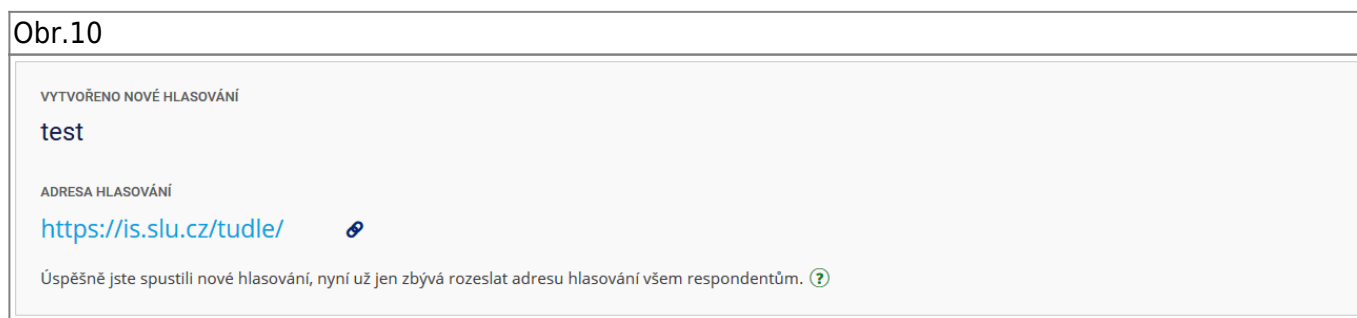 Obr.10
VYTVOŘENO NOVÉ HLASOVÁNÍ
test
ADRESA HLASOVÁNÍ
https://is.slu.cz/tudle/
Úspěšně jste spustili nové hlasování, nyní už jen zbývá rozeslat adresu hlasování všem respondentům. ?